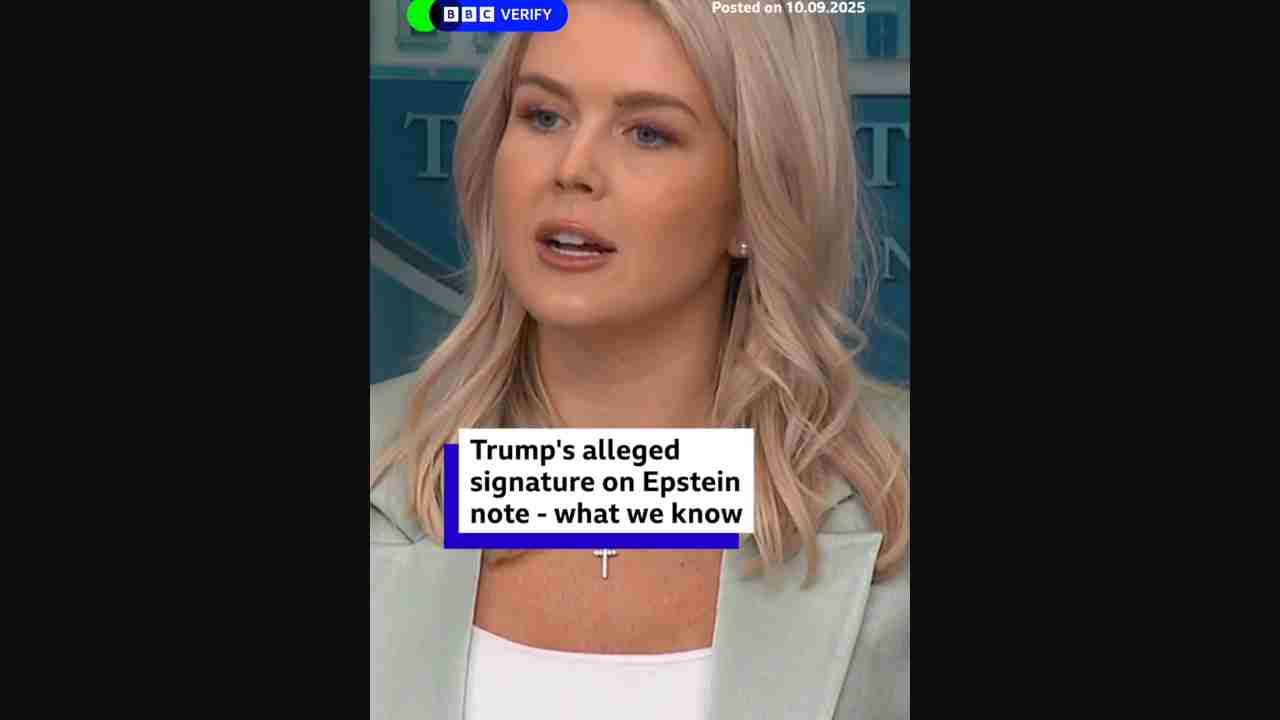 BBC VERIFY
Posted on 10.09.2025
Trump's alleged
signature on Epstein
note - what we know